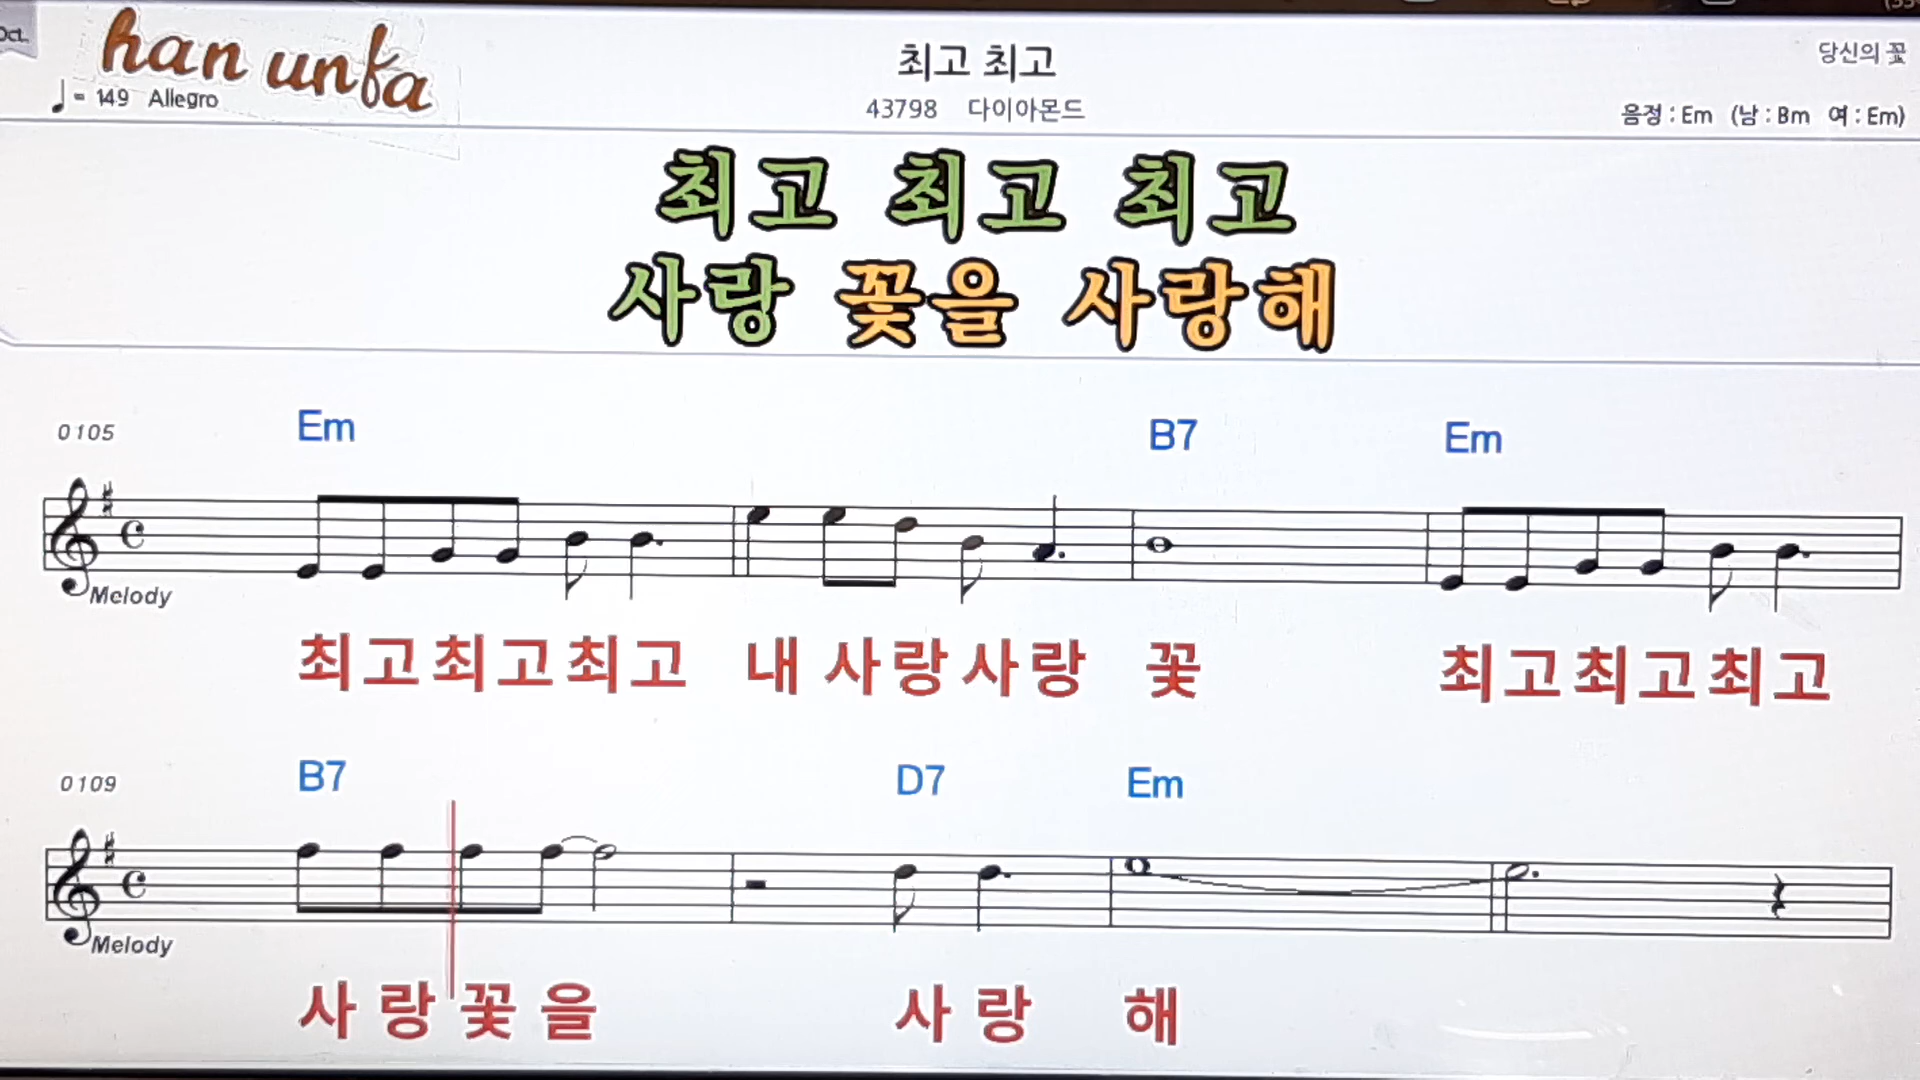 Oct.
han unfa
최고 최고
당신의 꽃
♩= 149 Allegro
43798 다이아몬드
음정 : Em (남 : Bm 여 : Em)
최고 최고 최고
사랑 꽃을 사랑해
0105 Em B7 Em
Melody
최고최고최고 내 사랑사랑 꽃 최고최고최고
0109 B7 D7 Em
Melody
사랑꽃을 사랑 해